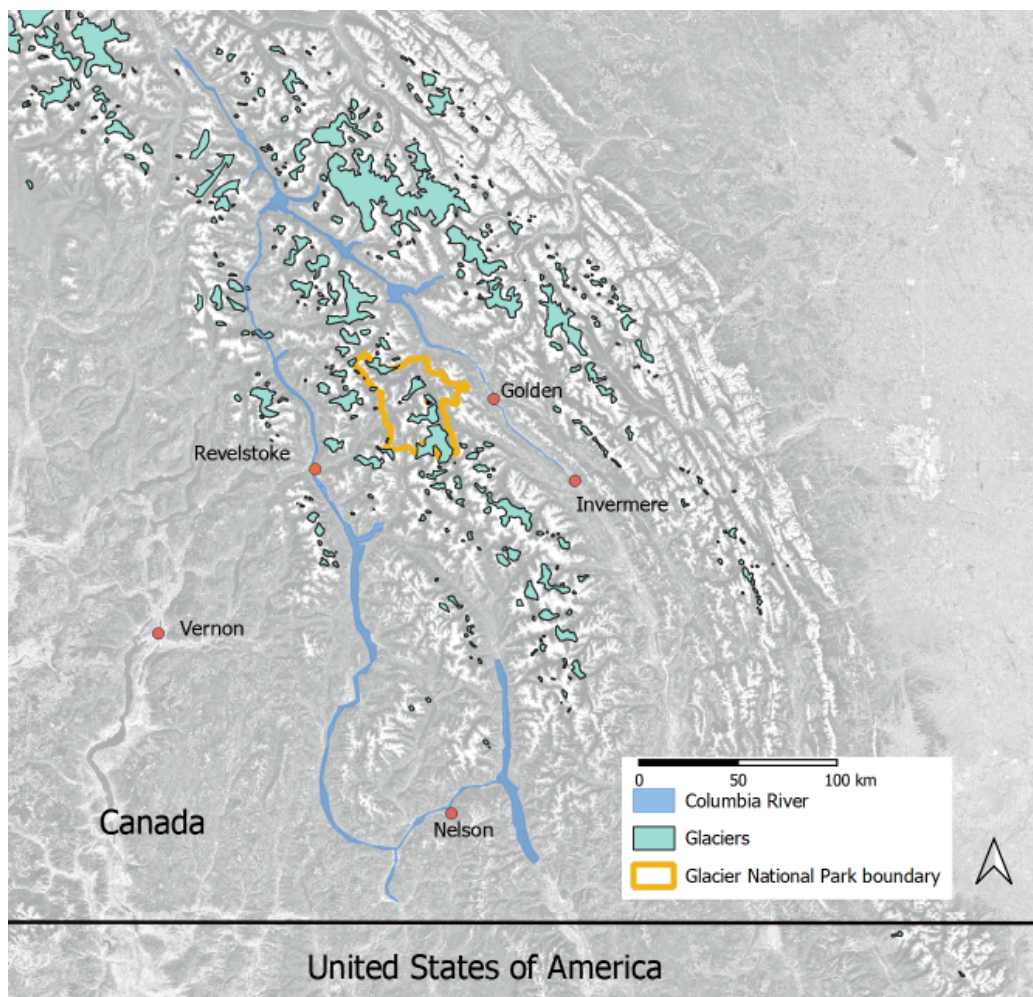 Golden
Revelstoke
Invermere
Vernon
0 50 100 km
Columbia River
Canada
Nelson
Glaciers
Glacier National Park boundary
United States of America